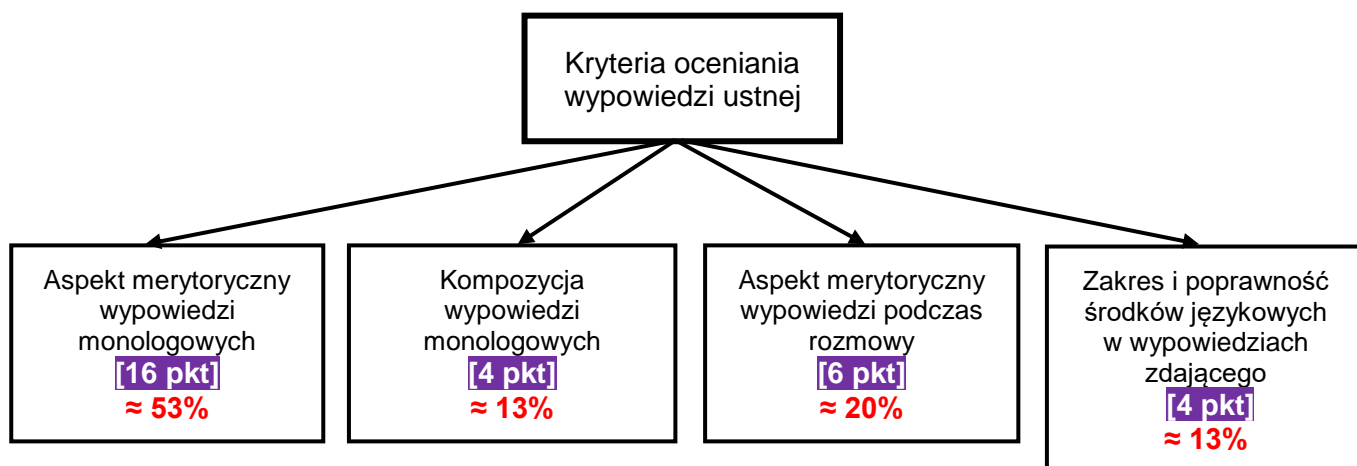 Kryteria oceniania
wypowiedzi ustnej
Aspekt merytoryczny
wypowiedzi
monologowych
[16 pkt]
≈ 53%
Kompozycja
wypowiedzi
monologowych
[4 pkt]
≈ 13%
Aspekt merytoryczny
wypowiedzi podczas
rozmowy
[6 pkt]
≈ 20%
Zakres i poprawność
środków językowych
w wypowiedziach
zdającego
[4 pkt]
≈ 13%